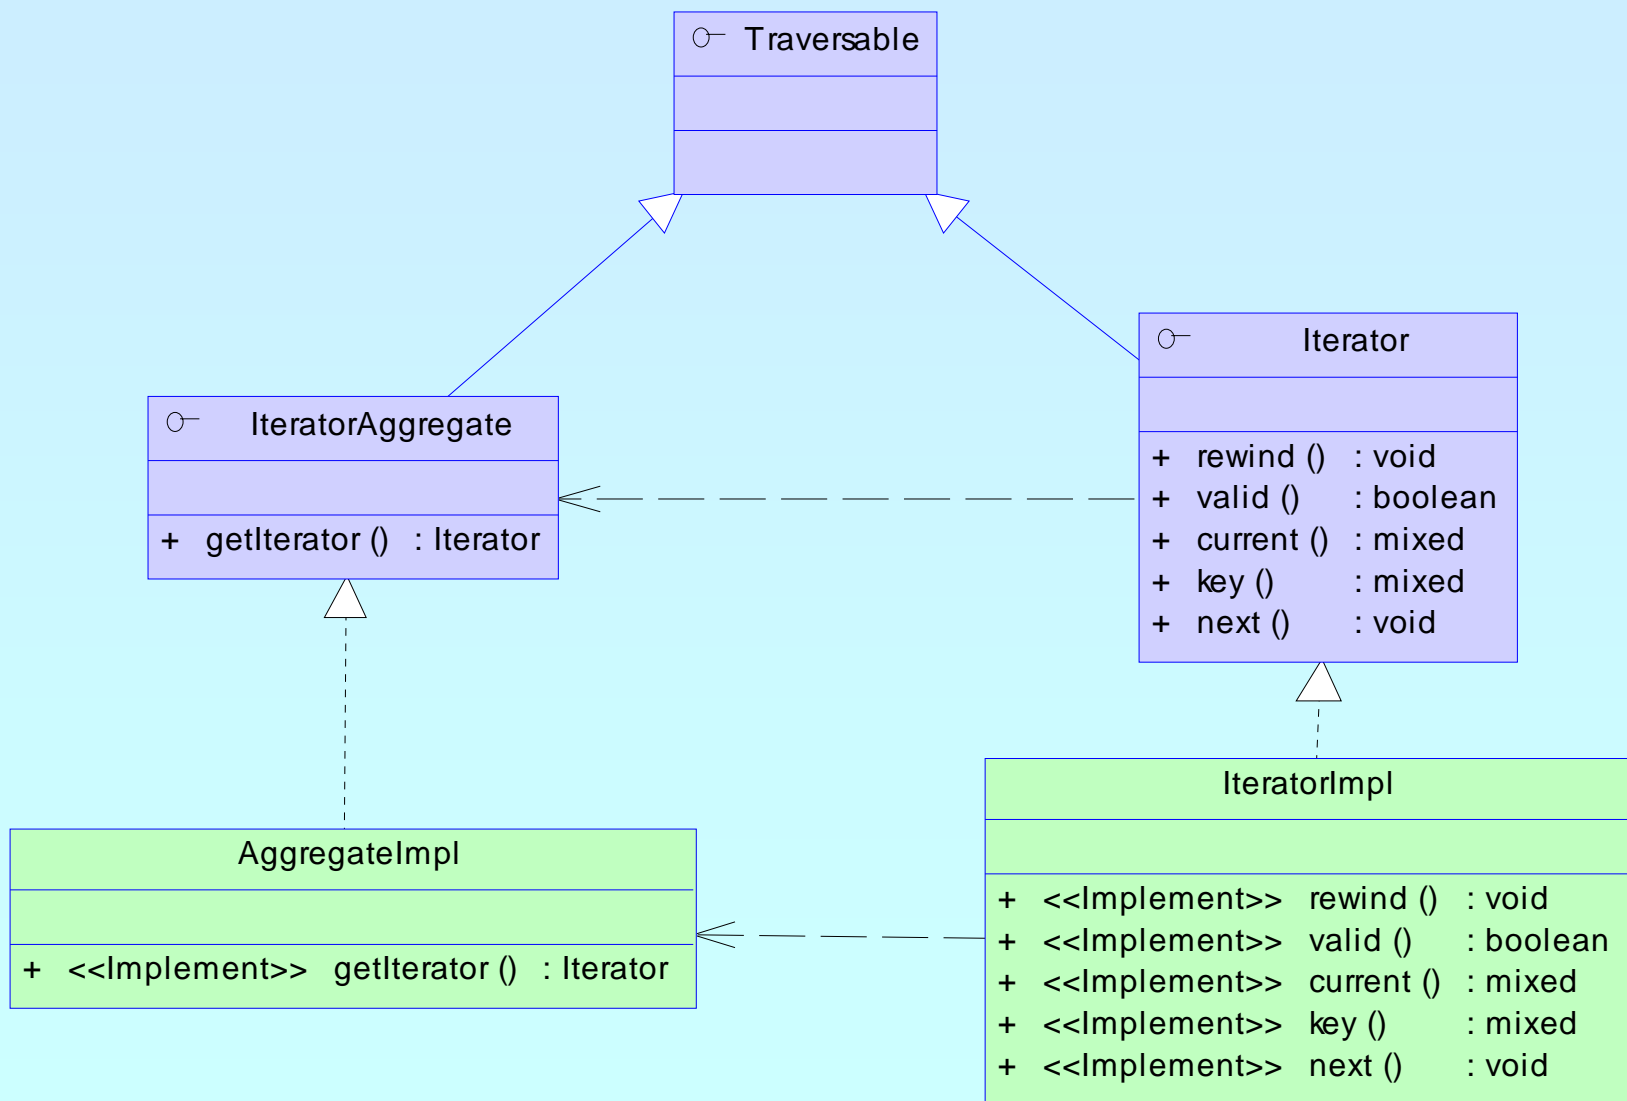 Traversable
Iterator
+ rewind () : void
+ valid () : boolean
+ current () : mixed
+ key () : mixed
+ next () : void
IteratorAggregate
+ getIterator () : Iterator
IteratorImpl
+ <<Implement>> rewind () : void
+ <<Implement>> valid () : boolean
+ <<Implement>> current () : mixed
+ <<Implement>> key () : mixed
+ <<Implement>> next () : void
AggregateImpl
+ <<Implement>> getIterator () : Iterator